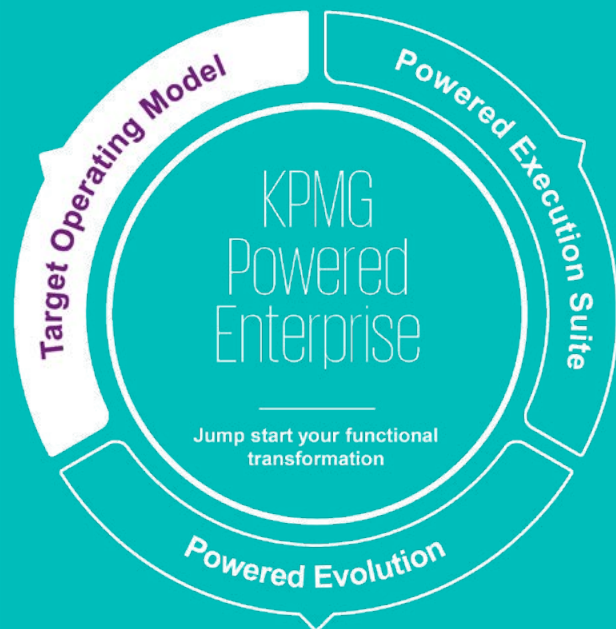 Target Operating Model
Powered Execution Suite
KPMG
Powered
Enterprise
Jump start your functional
transformation
Powered Evolution